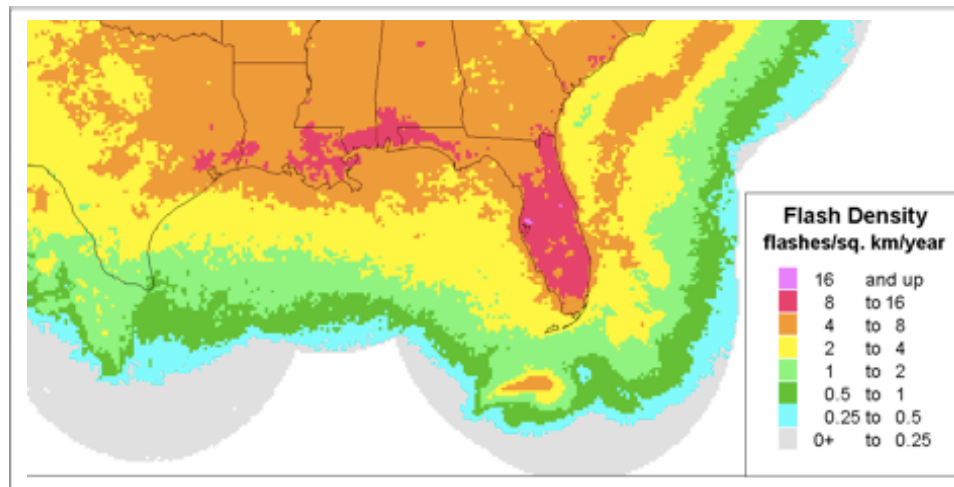 Flash Density
flashes/sq. km/year
16 and up
8 to 16
4 to 8
2 to 4
1 to 2
0.5 to 1
0.25 to 0.5
0+ to 0.25